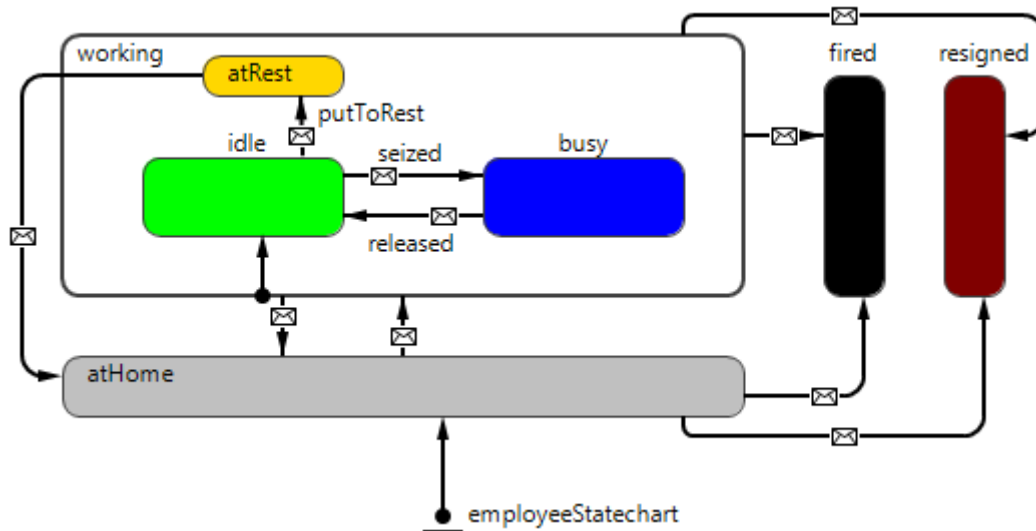 working
atRest
putToRest
idle
seized
busy
released
fired
resigned
atHome
employeeStatechart